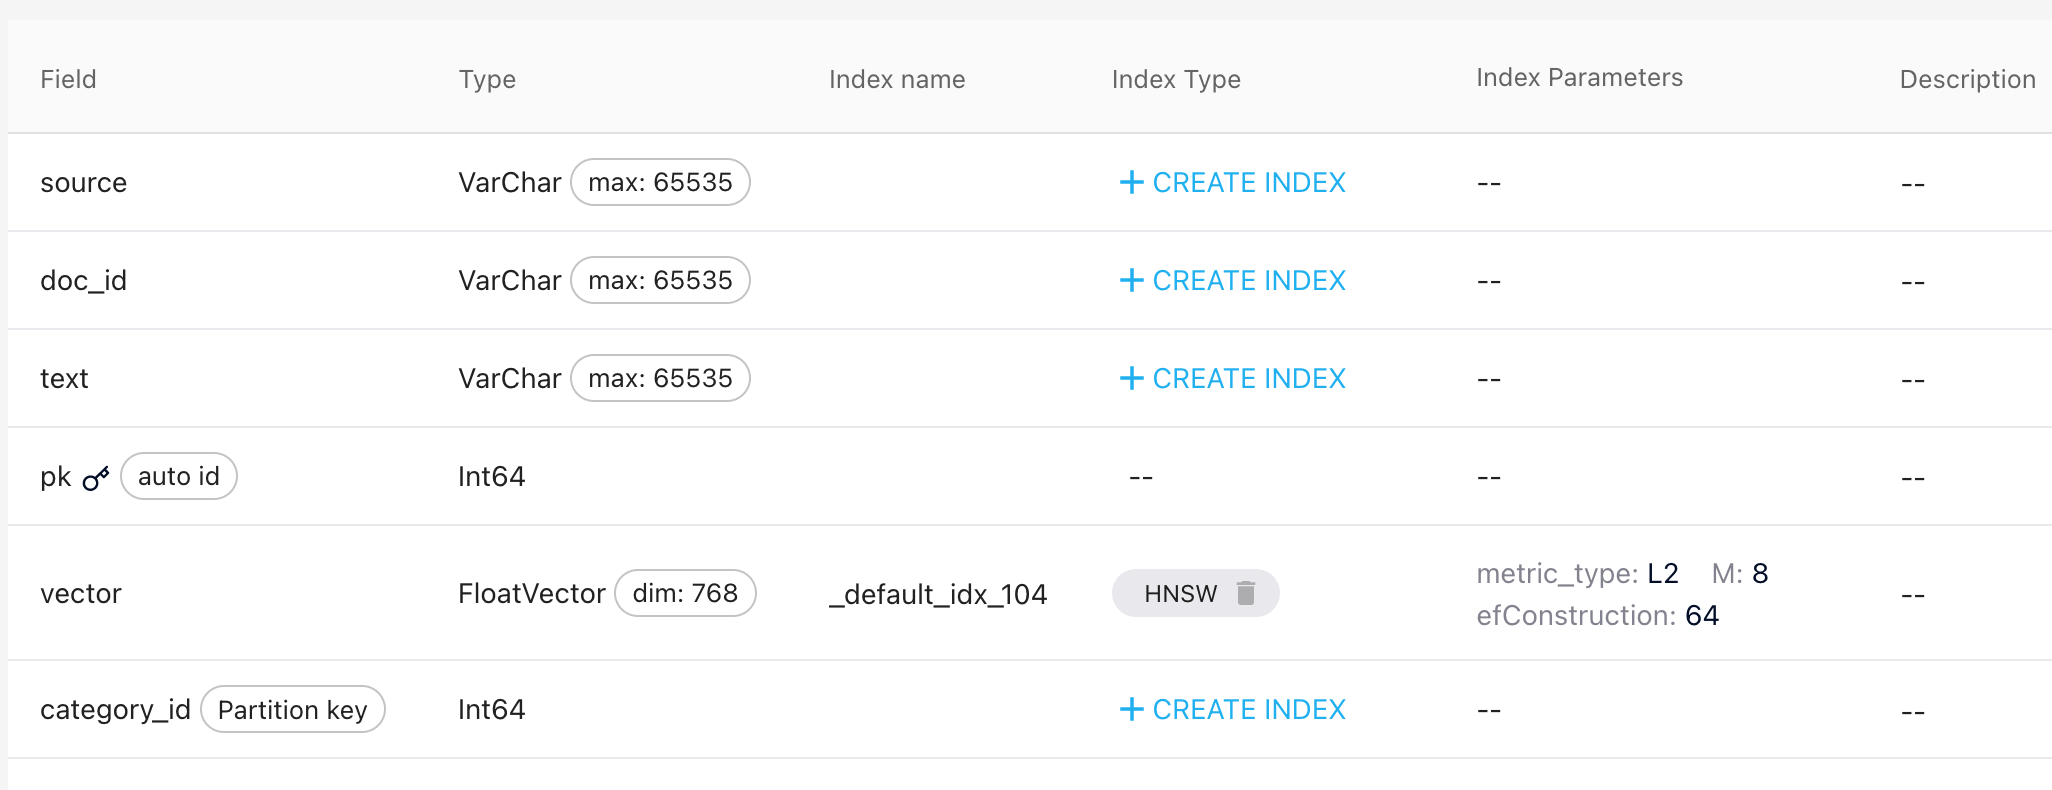 Field Type Index name Index Type Index Parameters Description
source VarChar max: 65535 + CREATE INDEX -- --
doc_id VarChar max: 65535 + CREATE INDEX -- --
text VarChar max: 65535 + CREATE INDEX -- --
pk auto id Int64 -- -- --
vector FloatVector dim: 768 _default_idx_104 HNSW metric_type: L2 M: 8 --
efConstruction: 64
category_id Partition key Int64 + CREATE INDEX -- --